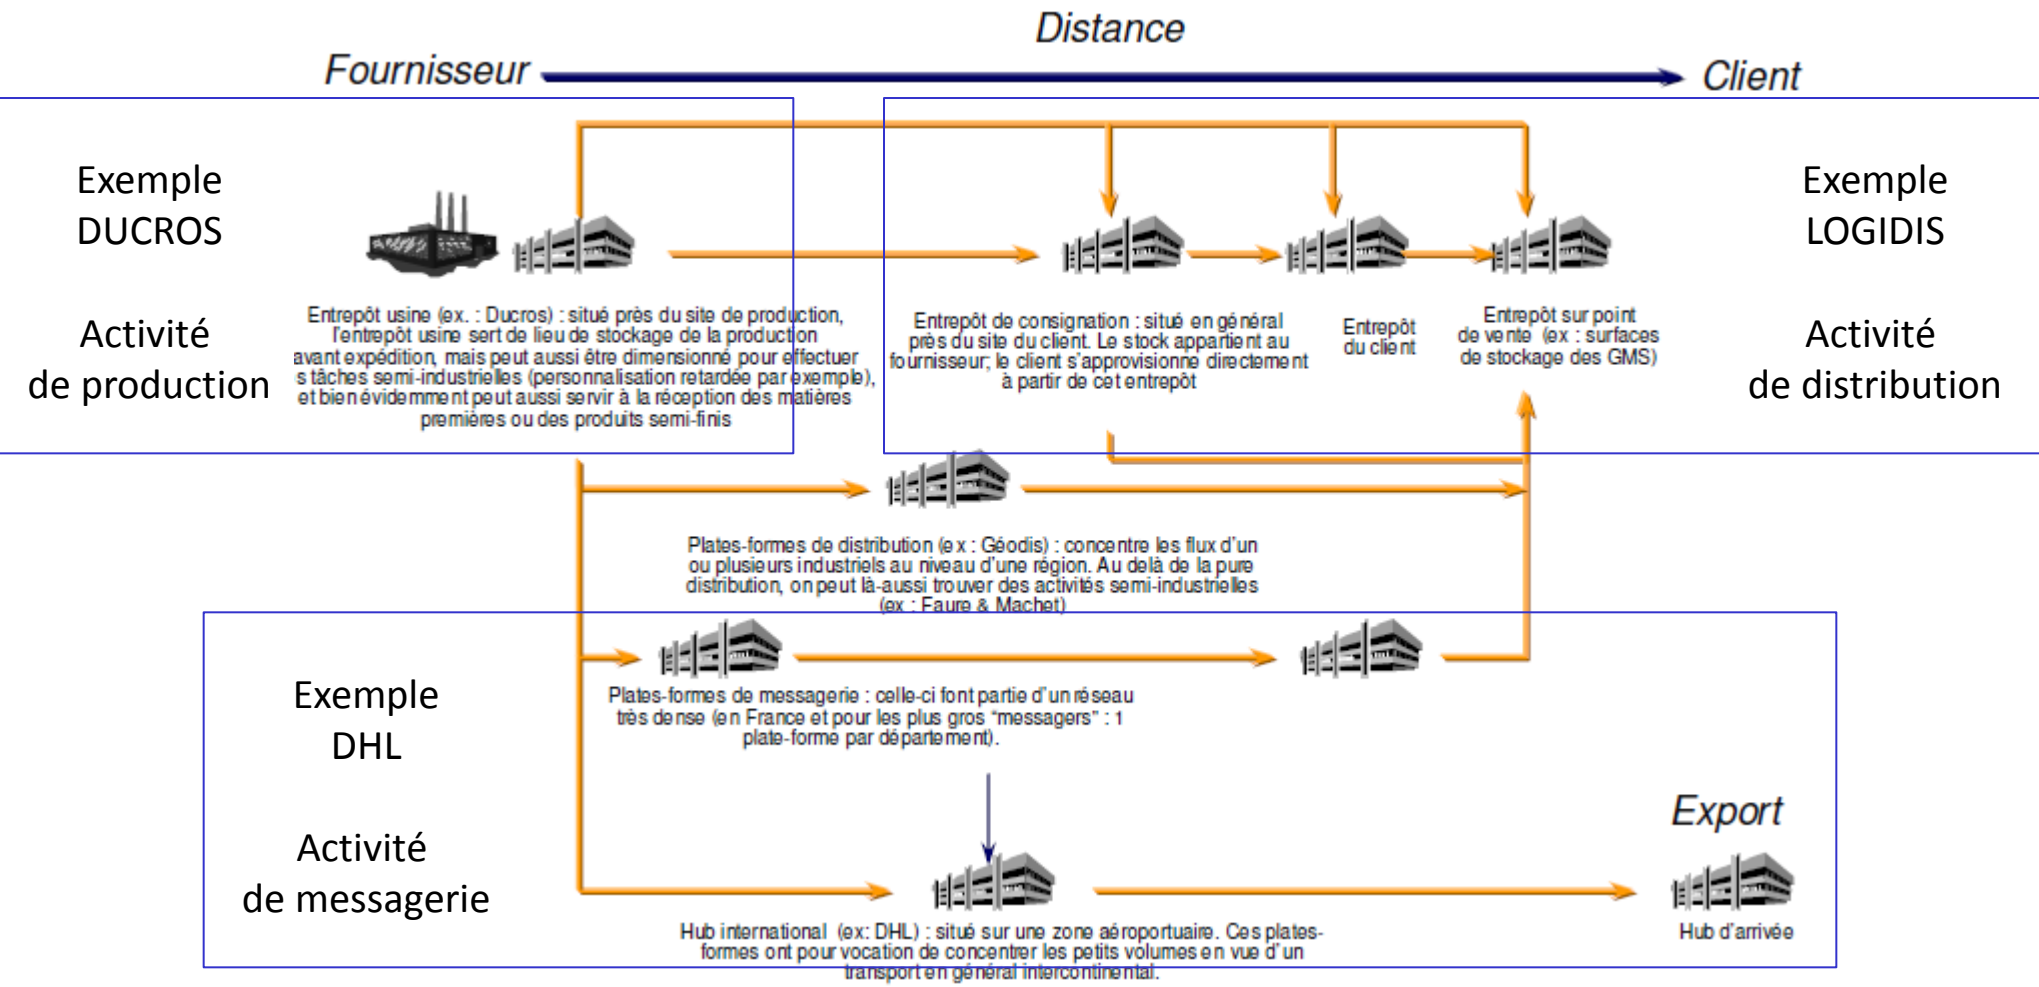 Distance
Fournisseur
Client
Exemple
DUCROS
Activité
de production
Entrepôt usine (ex. : Ducros) : situé près du site de production,
l'entrepôt usine sert de lieu de stockage de la production
avant expédition, mais peut aussi être dimensionné pour effectuer
s tâches semi-industrielles (personnalisation retardée par exemple),
et bien évidemment peut aussi servir à la réception des matières
premières ou des produits semi-finis
Entrepôt de consignation : situé en général
près du site du client. Le stock appartient au
fournisseur; le client s'approvisionne directement
à partir de cet entrepôt
Entrepôt
du client
Entrepôt sur point
de vente (ex : surfaces
de stockage des GMS)
Exemple
LOGIDIS
Activité
de distribution
Plates-formes de distribution (ex : Géodis) : concentre les flux d'un
ou plusieurs industriels au niveau d'une région. Au delà de la pure
distribution, on peut là-aussi trouver des activités semi-industrielles
(ex : Faure & Machet)
Exemple
DHL
Activité
de messagerie
Plates-formes de messagerie : celle-ci font partie d'un réseau
très dense (en France et pour les plus gros "messagers" : 1
plate-forme par département).
Export
Hub international (ex: DHL) : situé sur une zone aéroportuaire. Ces plates-
formes ont pour vocation de concentrer les petits volumes en vue d'un
transport en général intercontinental.
Hub d'arrivée